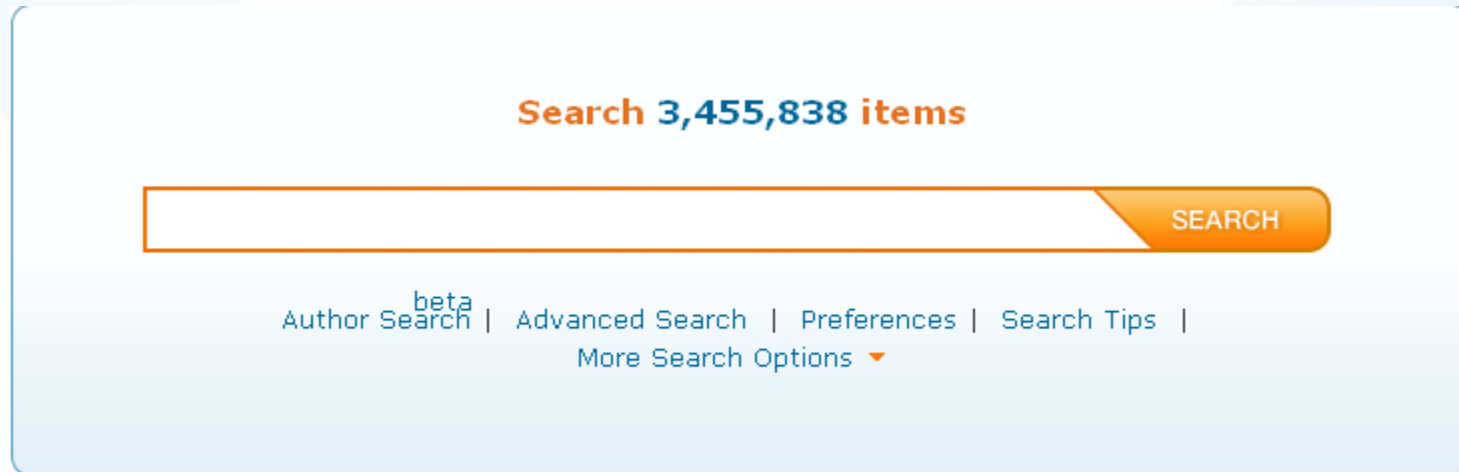 Search 3,455,838 items
SEARCH
beta
Author Search | Advanced Search | Preferences | Search Tips |
More Search Options